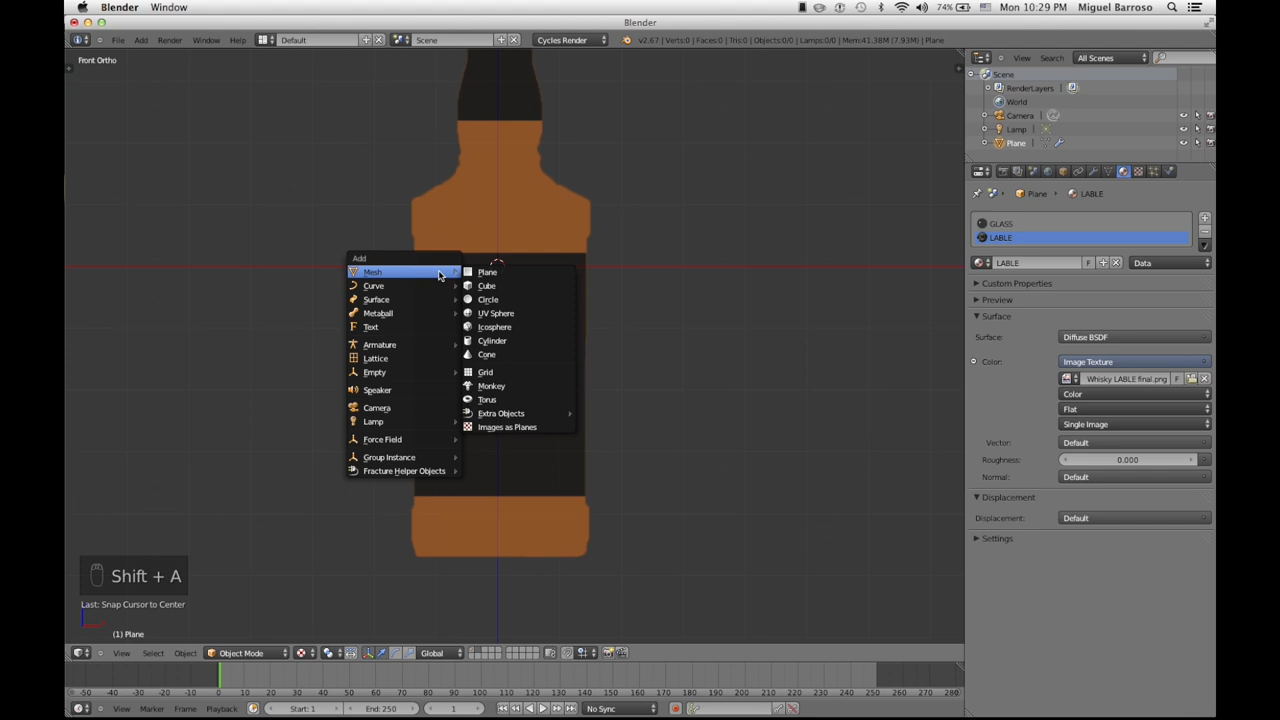 Blender Window 74% Mon 10:29 PM Miguel Barroso
Blender
File Add Render Window Help Default Scene Cycles Render v2.67 | Verts:0 | Faces:0 | Tris:0 | Objects:0/0 | Lamps:0/0 | Mem:41.38M (7.93M) | Plane
View Search All Scenes
Front Ortho
Scene
RenderLayers
World
Camera
Lamp
Plane
Plane LABLE
GLASS
LABLE
LABLE F Data
Custom Properties
Preview
Surface
Surface: Diffuse BSDF
Color: Image Texture
Whisky LABLE final.png F
Color
Flat
Single Image
Vector: Default
Roughness: 0.000
Normal: Default
Displacement
Displacement: Default
Settings
Add
Mesh
Curve
Surface
Metaball
Text
Armature
Lattice
Empty
Speaker
Camera
Lamp
Force Field
Group Instance
Fracture Helper Objects
Plane
Cube
Circle
UV Sphere
Icosphere
Cylinder
Cone
Grid
Monkey
Torus
Extra Objects
Images as Planes
Shift + A
Last: Snap Cursor to Center
(1) Plane
View Select Object Object Mode Global
-50 -40 -30 -20 -10 0 10 20 30 40 50 60 70 80 90 100 110 120 130 140 150 160 170 180 190 200 210 220 230 240 250 260 270 280
View Marker Frame Playback Start: 1 End: 250 1 No Sync